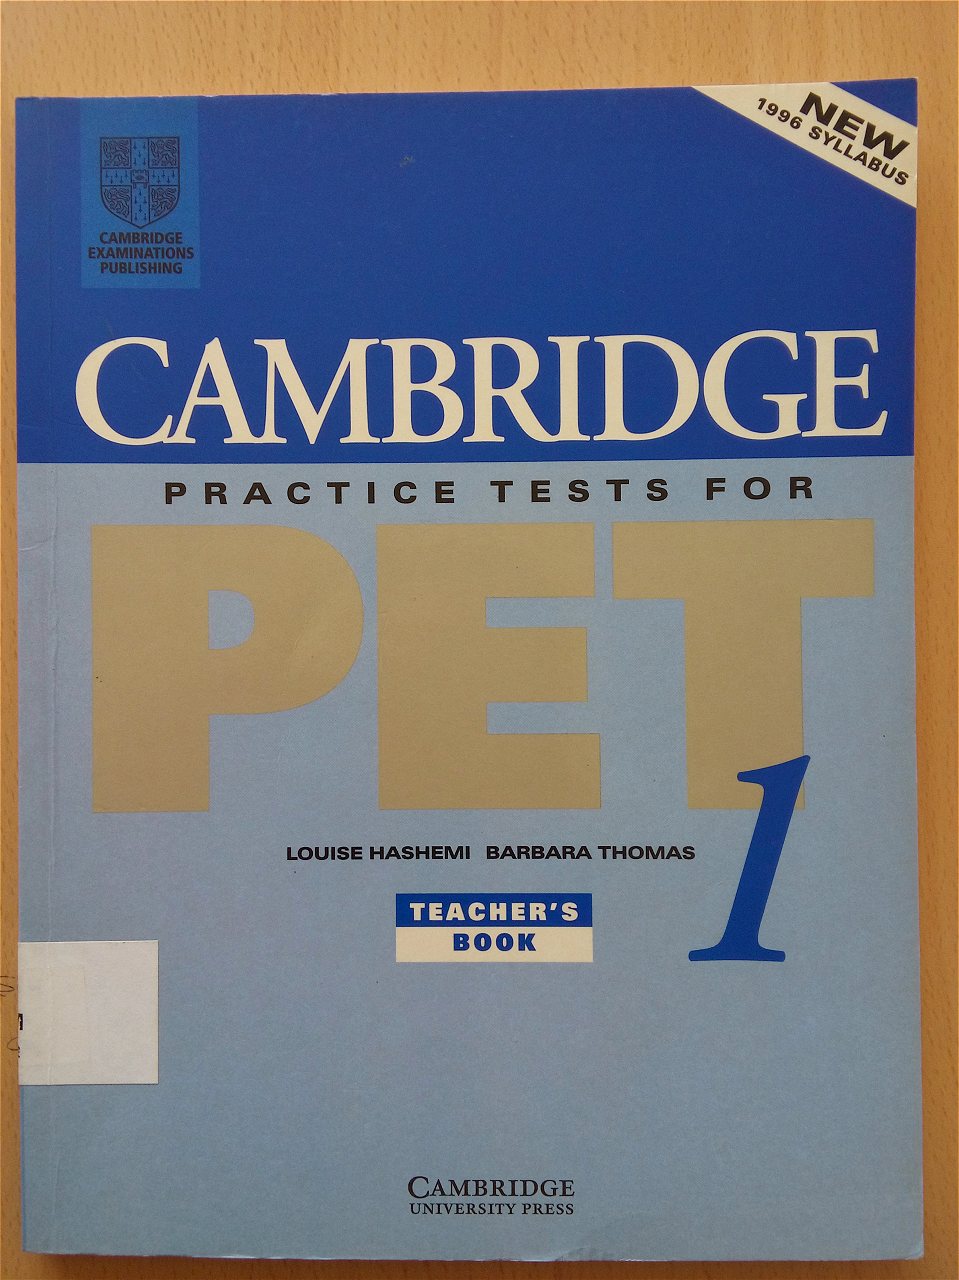 NEW
1996 SYLLABUS
CAMBRIDGE
EXAMINATIONS
PUBLISHING
CAMBRIDGE
PRACTICE TESTS FOR
PET
1
LOUISE HASHEMI BARBARA THOMAS
TEACHER'S
BOOK
CAMBRIDGE
UNIVERSITY PRESS